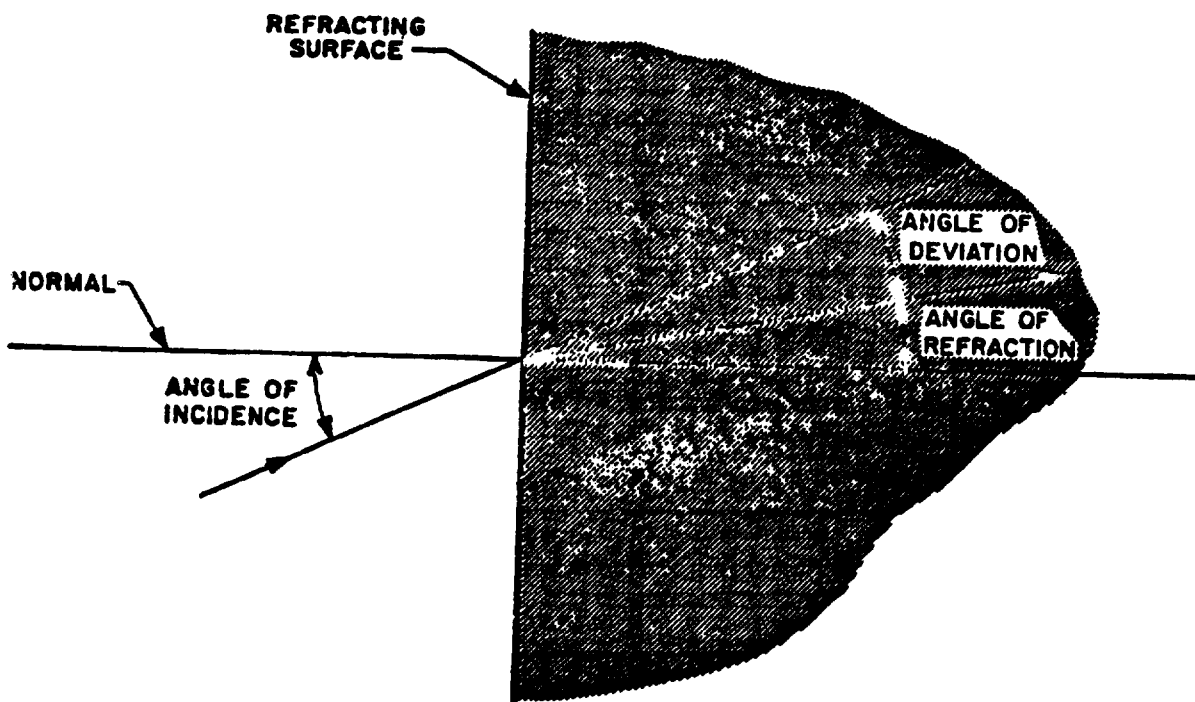 REFRACTING
SURFACE
NORMAL
ANGLE OF
INCIDENCE
ANGLE OF
DEVIATION
ANGLE OF
REFRACTION